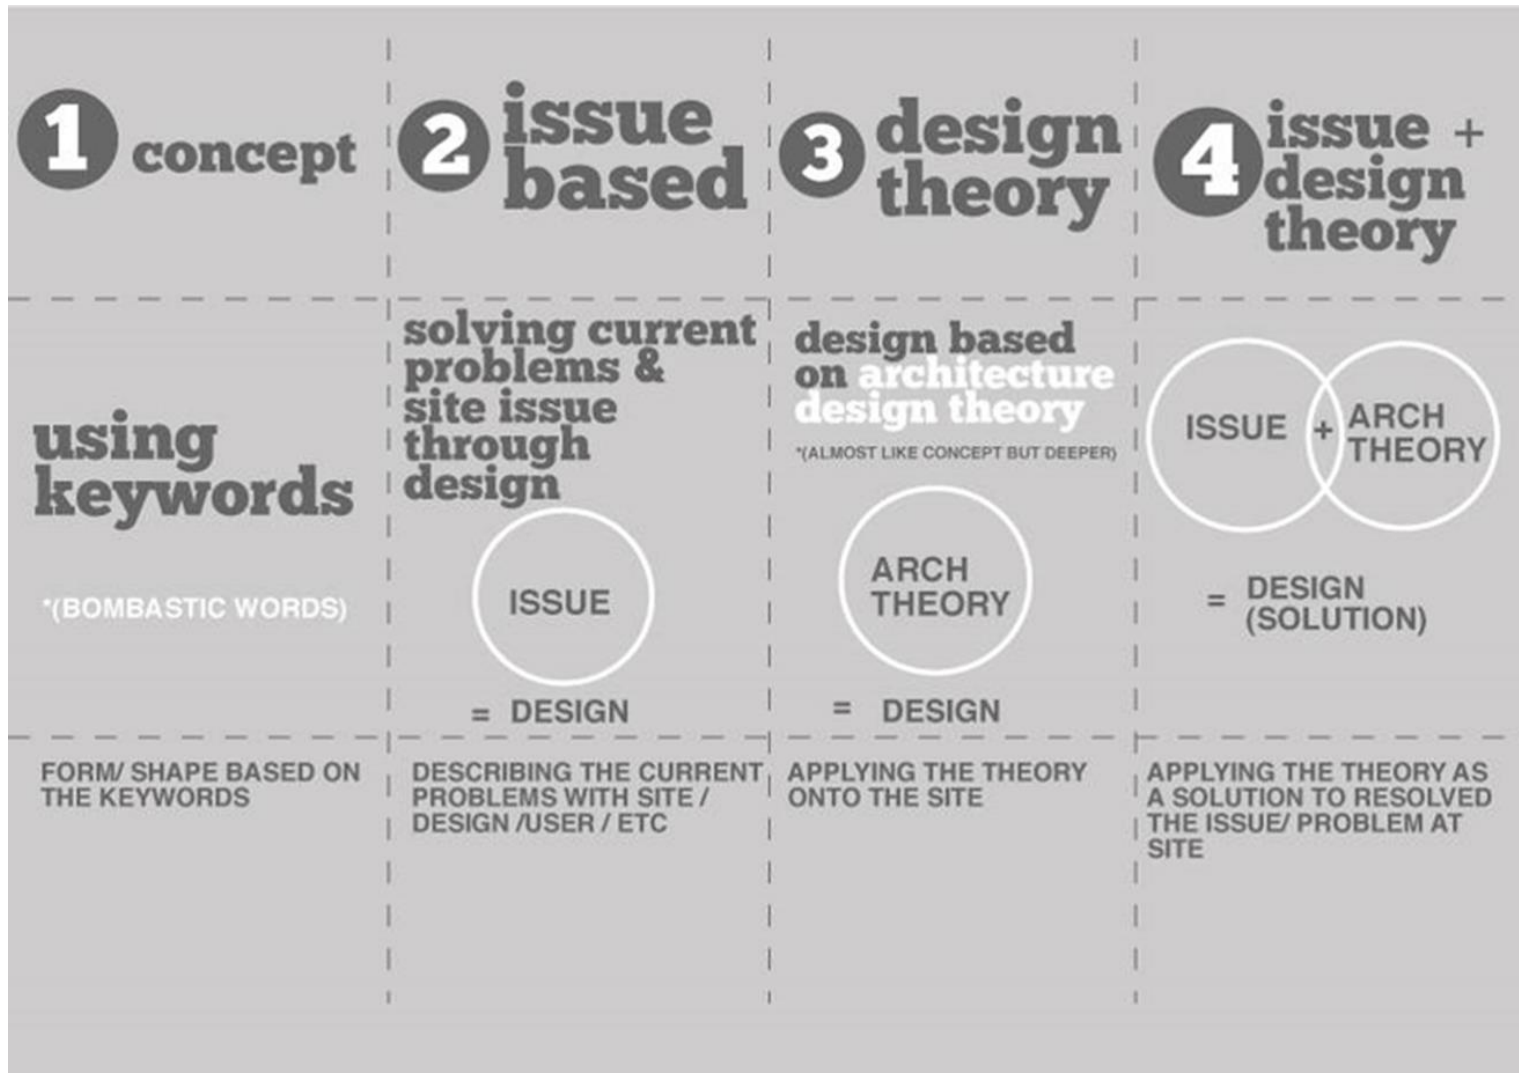 1 concept
2 issue
based
3 design
theory
4 issue +
design
theory
using
keywords
*(BOMBASTIC WORDS)
solving current
problems &
site issue
through
design
ISSUE
= DESIGN
design based
on architecture
design theory
*(ALMOST LIKE CONCEPT BUT DEEPER)
ARCH
THEORY
= DESIGN
ISSUE + ARCH
THEORY
= DESIGN
(SOLUTION)
FORM/ SHAPE BASED ON
THE KEYWORDS
DESCRIBING THE CURRENT
PROBLEMS WITH SITE /
DESIGN /USER / ETC
APPLYING THE THEORY
ONTO THE SITE
APPLYING THE THEORY AS
A SOLUTION TO RESOLVED
THE ISSUE/ PROBLEM AT
SITE